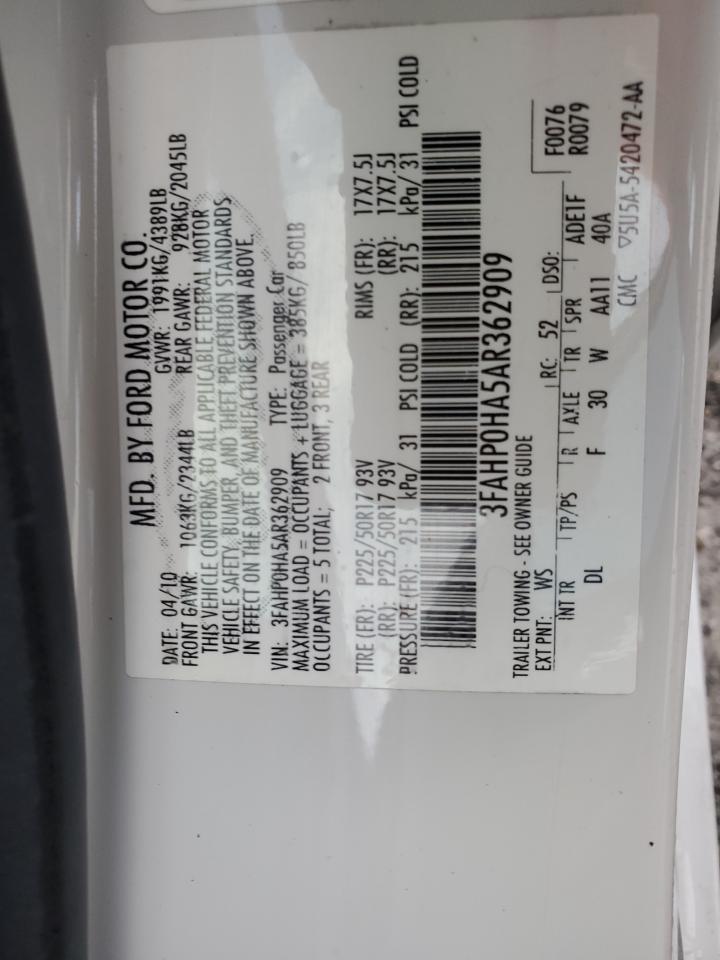 MFD. BY FORD MOTOR CO.
DATE: 04/10 GVWR: 1991KG/4389LB
FRONT GAWR: 1063KG/2344LB REAR GAWR: 928KG/2045LB
THIS VEHICLE CONFORMS TO ALL APPLICABLE FEDERAL MOTOR
VEHICLE SAFETY, BUMPER, AND THEFT PREVENTION STANDARDS
IN EFFECT ON THE DATE OF MANUFACTURE SHOWN ABOVE.
VIN: 3FAHP0HA5AR362909 TYPE: Passenger Car
MAXIMUM LOAD = OCCUPANTS + LUGGAGE = 385KG/ 850LB
OCCUPANTS = 5 TOTAL; 2 FRONT, 3 REAR
TIRE (FR): P225/50R17 93V RIMS (FR): 17X7.5J
(RR): P225/50R17 93V (RR): 17X7.5J
PRESSURE (FR): 215 kPa/ 31 PSI COLD (RR): 215 kPa/ 31 PSI COLD
3FAHP0HA5AR362909
TRAILER TOWING - SEE OWNER GUIDE
EXT PNT: WS RC: 52 DSO: F0076
R0079
INT TR TP/PS R AXLE TR SPR
DL F 30 W AA11 ADE1F
40A
CMC ▽5U5A-5420472-AA